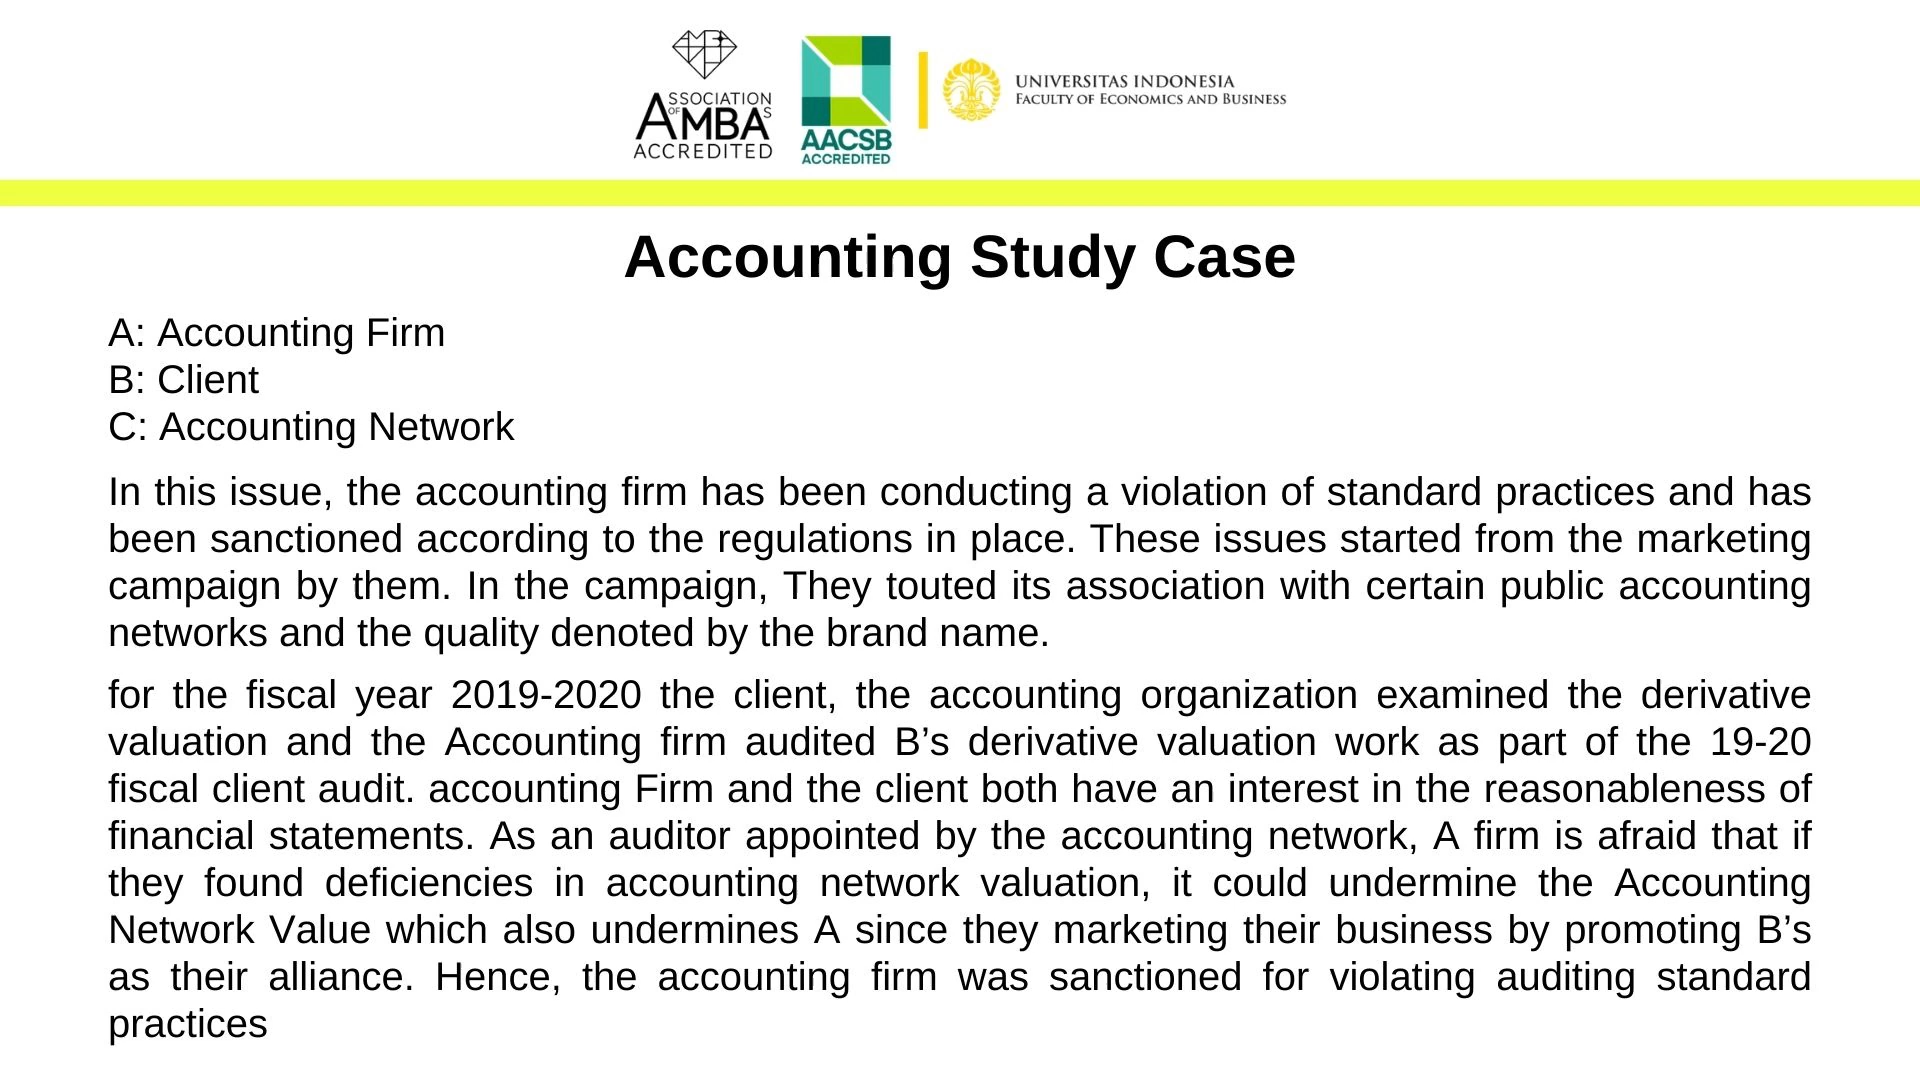 ASSOCIATION
OF MBAS
ACCREDITED
AACSB
ACCREDITED
UNIVERSITAS INDONESIA
FACULTY OF ECONOMICS AND BUSINESS
Accounting Study Case
A: Accounting Firm
B: Client
C: Accounting Network
In this issue, the accounting firm has been conducting a violation of standard practices and has
been sanctioned according to the regulations in place. These issues started from the marketing
campaign by them. In the campaign, They touted its association with certain public accounting
networks and the quality denoted by the brand name.
for the fiscal year 2019-2020 the client, the accounting organization examined the derivative
valuation and the Accounting firm audited B’s derivative valuation work as part of the 19-20
fiscal client audit. accounting Firm and the client both have an interest in the reasonableness of
financial statements. As an auditor appointed by the accounting network, A firm is afraid that if
they found deficiencies in accounting network valuation, it could undermine the Accounting
Network Value which also undermines A since they marketing their business by promoting B’s
as their alliance. Hence, the accounting firm was sanctioned for violating auditing standard
practices